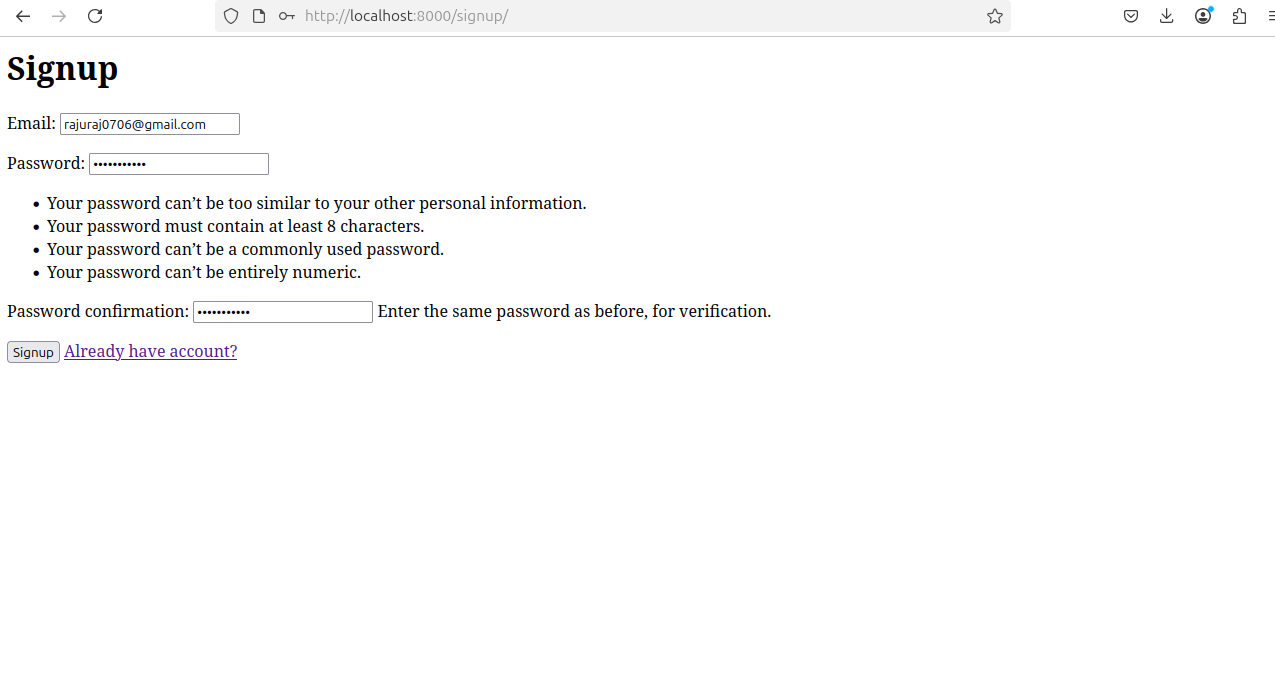 http://localhost:8000/signup/
Signup
Email: rajuraj0706@gmail.com
Password: •••••••••••
• Your password can’t be too similar to your other personal information.
• Your password must contain at least 8 characters.
• Your password can’t be a commonly used password.
• Your password can’t be entirely numeric.
Password confirmation: ••••••••••• Enter the same password as before, for verification.
Signup Already have account?